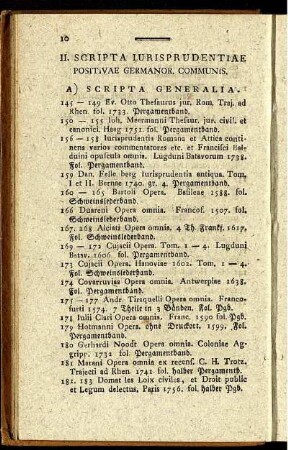 10
II. SCRIPTA IURISPRUDENTIAE
POSITIVAE GERMANOR. COMMUNIS.
A) SCRIPTA GENERALIA.
145 — 149 Ev. Otto Thesaurus jur. Rom. Traj. ad
Rhen. fol. 1733. Pergamentband.
150 — 155 Joh. Meermanni Thesaur. jur. civil. et
canonici. Haag 1751 fol. Pergamentband.
156 — 158 Iurisprudentia Romana et Attica conti
nens varios commentatores etc. et Francisci Bal
duini opuscula omnia. Lugduni Batavorum 1738.
Fol. Pergamentband.
159 Dan. Felle berg Iurisprudentia antiqua. Tom.
I et II. Bernae 1740. gr. 4. Pergamentband.
160 — 165 Bartoli Opera. Basileae 1588. fol.
Schweinslederband.
166 Duareni Opera omnia. Francof. 1507. fol.
Schweinslederband.
167. 168 Alciati Opera omnia. 4 Th. Frankf. 1617.
Fol. Schweinslederband.
169 — 172 Cujacii Opera. Tom. 1 — 4. Lugduni
Batav. 1606. fol. Pergamentband.
173 Cujacii Opera. Hanoviae 1602. Tom. 1 — 4.
Fol. Schweinslederband.
174 Covarruvias Opera omnia. Antwerpiae 1638.
Fol. Pergamentband.
175 — 177 Andr. Tiraquelli Opera omnia. Franco-
furti 1574. 7 Theile in 3 Bänden. Fol. Pgb.
178 Iulii Clari Opera omnia. Franc. 1590 fol. Pgb.
179 Hotmanni Opera. ohne Druckort. 1599. Fol.
Pergamentband.
180 Gerhardi Noodt Opera omnia. Coloniae Ag-
gripp. 1732 fol. Pergamentband.
181 Marani Opera omnia ex recens. C. H. Trotz.
Trajecti ad Rhen. 1741 fol. halber Pergamentb.
182. 183 Domat les Loix civiles, et Droit public
et Legum delectus, Paris 1756. fol. halber Pgb.